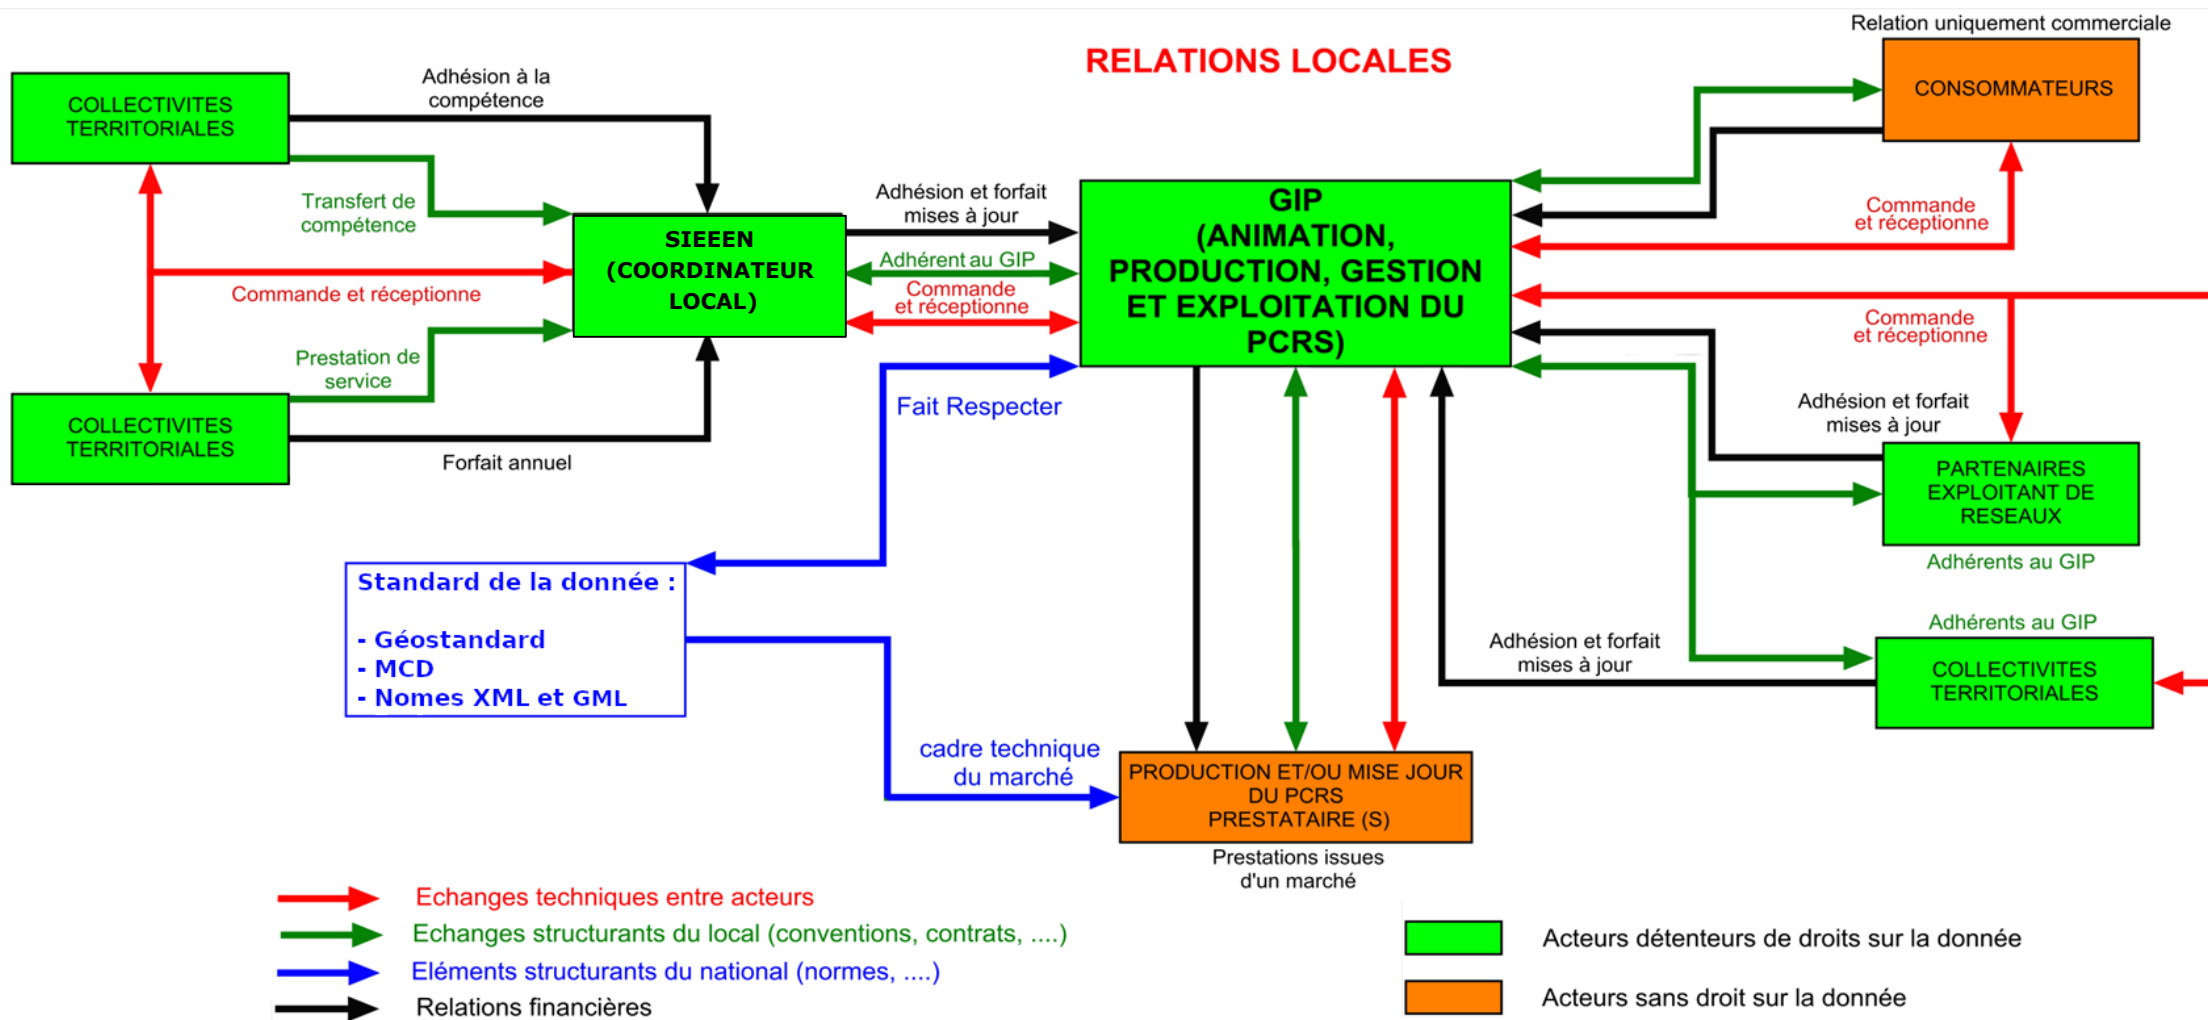 RELATIONS LOCALES
Relation uniquement commerciale
CONSOMMATEURS
COLLECTIVITES
TERRITORIALES
Adhésion à la
compétence
Transfert de
compétence
Commande et réceptionne
Prestation de
service
COLLECTIVITES
TERRITORIALES
Forfait annuel
SIEEEN
(COORDINATEUR
LOCAL)
Adhésion et forfait
mises à jour
Adhérent au GIP
Commande
et réceptionne
GIP
(ANIMATION,
PRODUCTION, GESTION
ET EXPLOITATION DU
PCRS)
Commande
et réceptionne
Commande
et réceptionne
Adhésion et forfait
mises à jour
PARTENAIRES
EXPLOITANT DE
RESEAUX
Adhérents au GIP
Adhérents au GIP
COLLECTIVITES
TERRITORIALES
Adhésion et forfait
mises à jour
Fait Respecter
Standard de la donnée :
- Géostandard
- MCD
- Nomes XML et GML
cadre technique
du marché
PRODUCTION ET/OU MISE JOUR
DU PCRS
PRESTATAIRE (S)
Prestations issues
d'un marché
Echanges techniques entre acteurs
Echanges structurants du local (conventions, contrats, ....)
Eléments structurants du national (normes, ....)
Relations financières
Acteurs détenteurs de droits sur la donnée
Acteurs sans droit sur la donnée